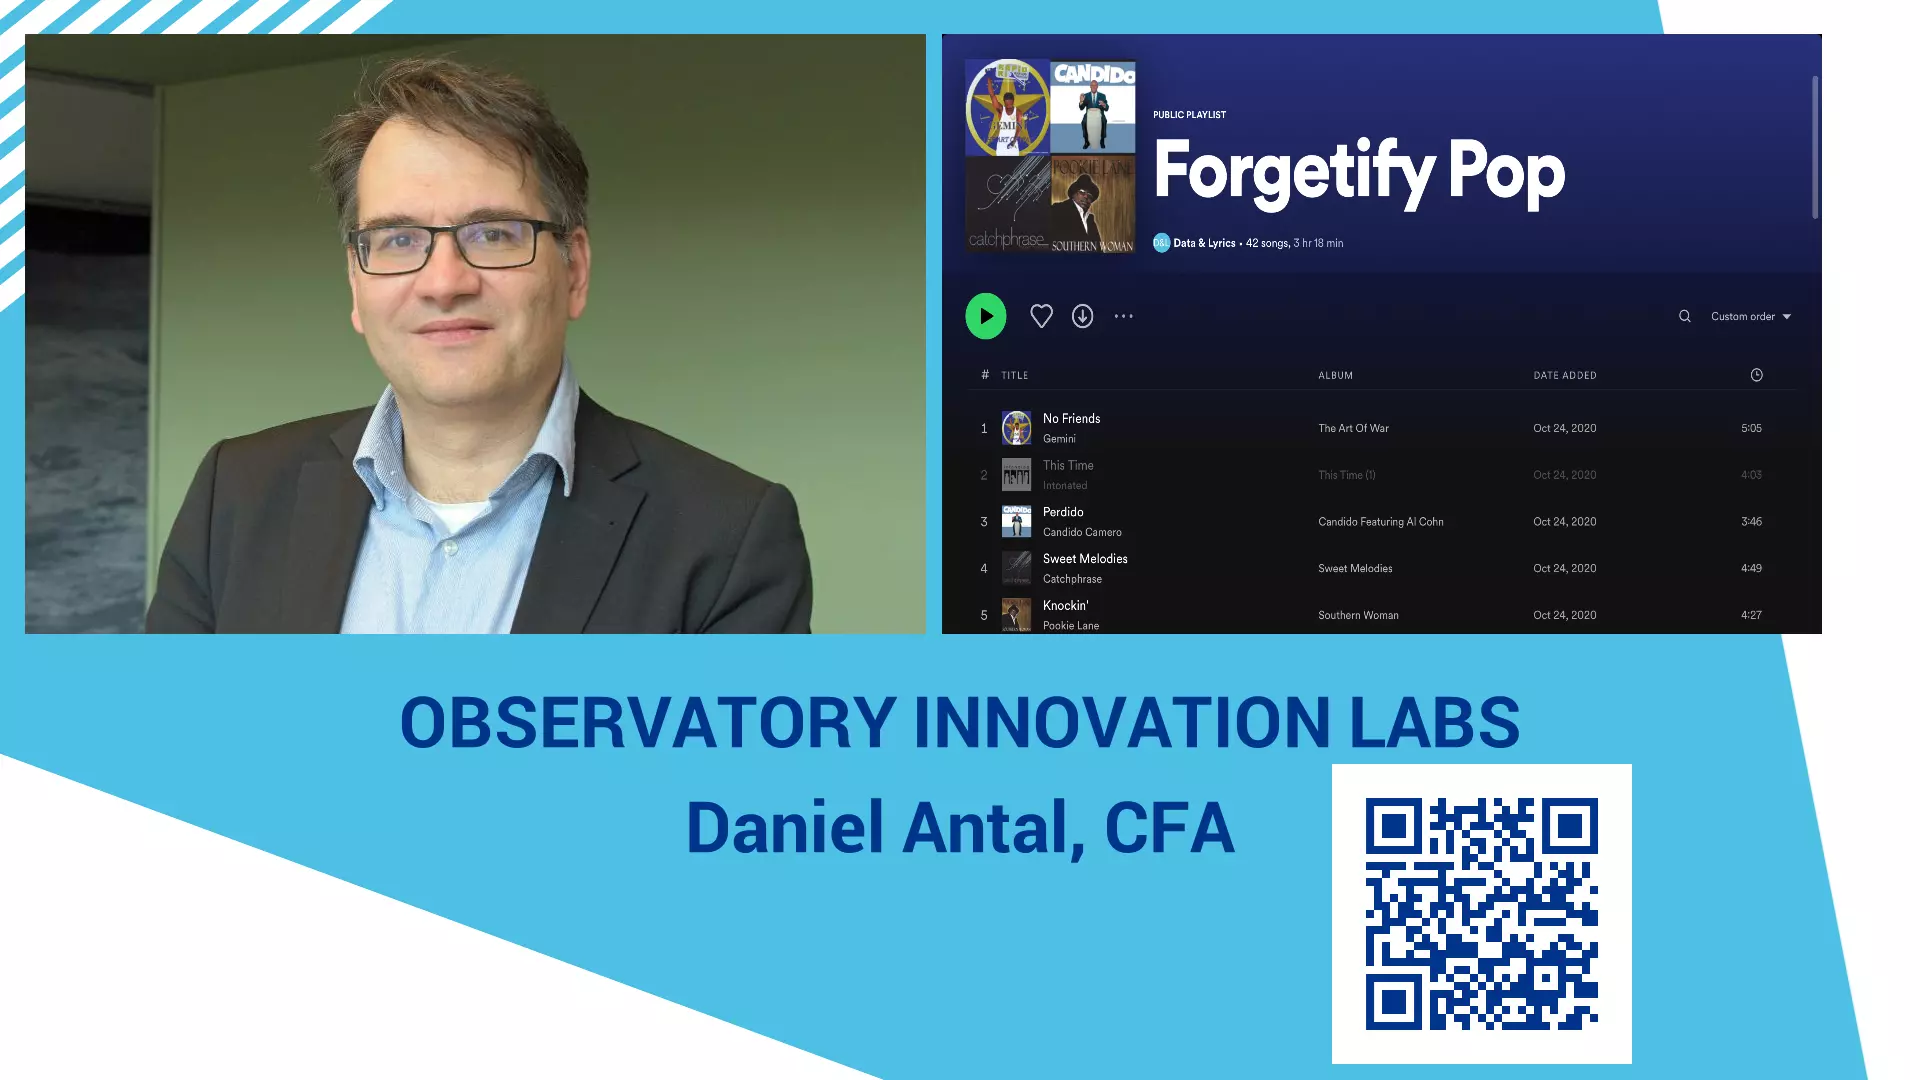 CANDIDO
GEMINI
POOKIE LANE
catchphrase
SOUTHERN WOMAN
PUBLIC PLAYLIST
Forgetify Pop
D&L Data & Lyrics • 42 songs, 3 hr 18 min
Custom order
# TITLE ALBUM DATE ADDED
1 No Friends The Art Of War Oct 24, 2020 5:05
Gemini
2 This Time This Time (1) Oct 24, 2020 4:03
Intonated
3 Perdido Candido Featuring Al Cohn Oct 24, 2020 3:46
Candido Camero
4 Sweet Melodies Sweet Melodies Oct 24, 2020 4:49
Catchphrase
5 Knockin' Southern Woman Oct 24, 2020 4:27
Pookie Lane
OBSERVATORY INNOVATION LABS
Daniel Antal, CFA